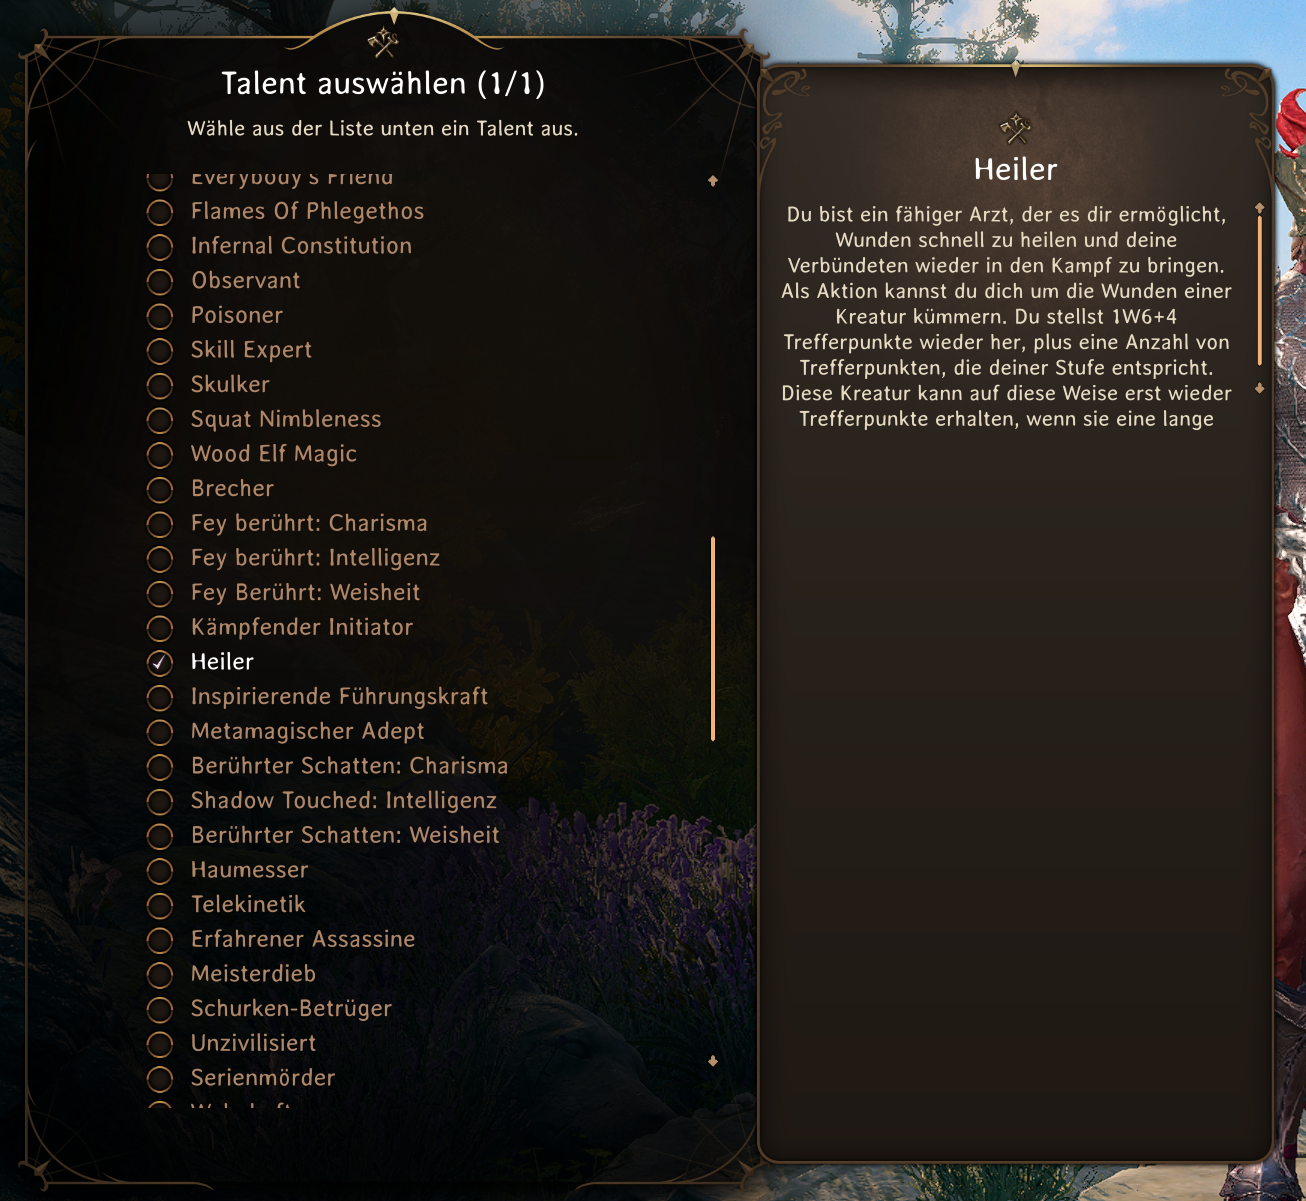 Talent auswählen (1/1)
Wähle aus der Liste unten ein Talent aus.
Everybody's Friend
Flames Of Phlegethos
Infernal Constitution
Observant
Poisoner
Skill Expert
Skulker
Squat Nimbleness
Wood Elf Magic
Brecher
Fey berührt: Charisma
Fey berührt: Intelligenz
Fey Berührt: Weisheit
Kämpfender Initiator
Heiler
Inspirierende Führungskraft
Metamagischer Adept
Berührter Schatten: Charisma
Shadow Touched: Intelligenz
Berührter Schatten: Weisheit
Haumesser
Telekinetik
Erfahrener Assassine
Meisterdieb
Schurken-Betrüger
Unzivilisiert
Serienmörder
Heiler
Du bist ein fähiger Arzt, der es dir ermöglicht,
Wunden schnell zu heilen und deine
Verbündeten wieder in den Kampf zu bringen.
Als Aktion kannst du dich um die Wunden einer
Kreatur kümmern. Du stellst 1W6+4
Trefferpunkte wieder her, plus eine Anzahl von
Trefferpunkten, die deiner Stufe entspricht.
Diese Kreatur kann auf diese Weise erst wieder
Trefferpunkte erhalten, wenn sie eine lange